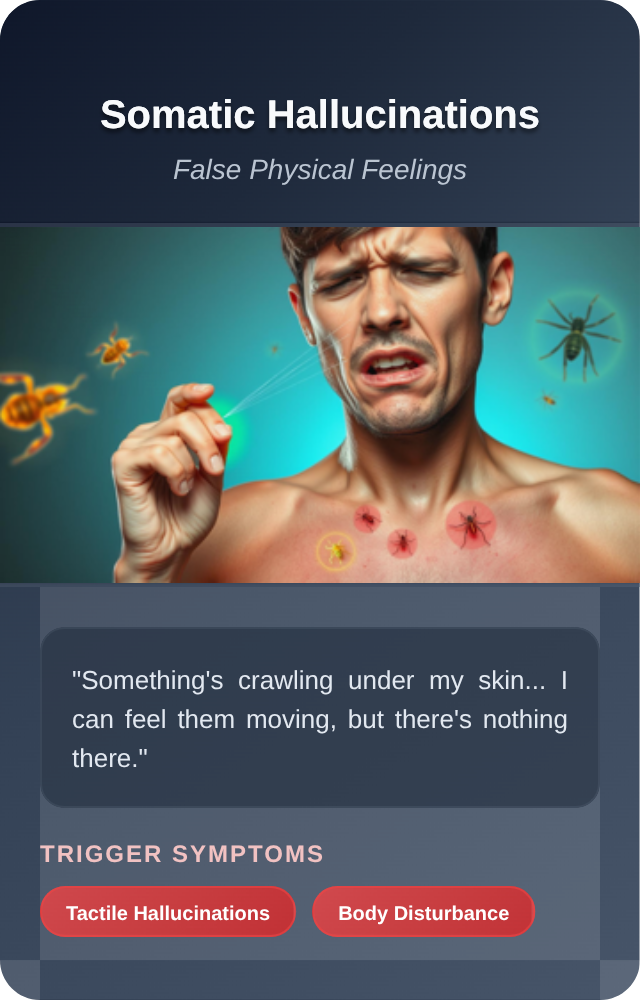 Somatic Hallucinations
False Physical Feelings
"Something's crawling under my skin... I
can feel them moving, but there's nothing
there."
TRIGGER SYMPTOMS
Tactile Hallucinations
Body Disturbance